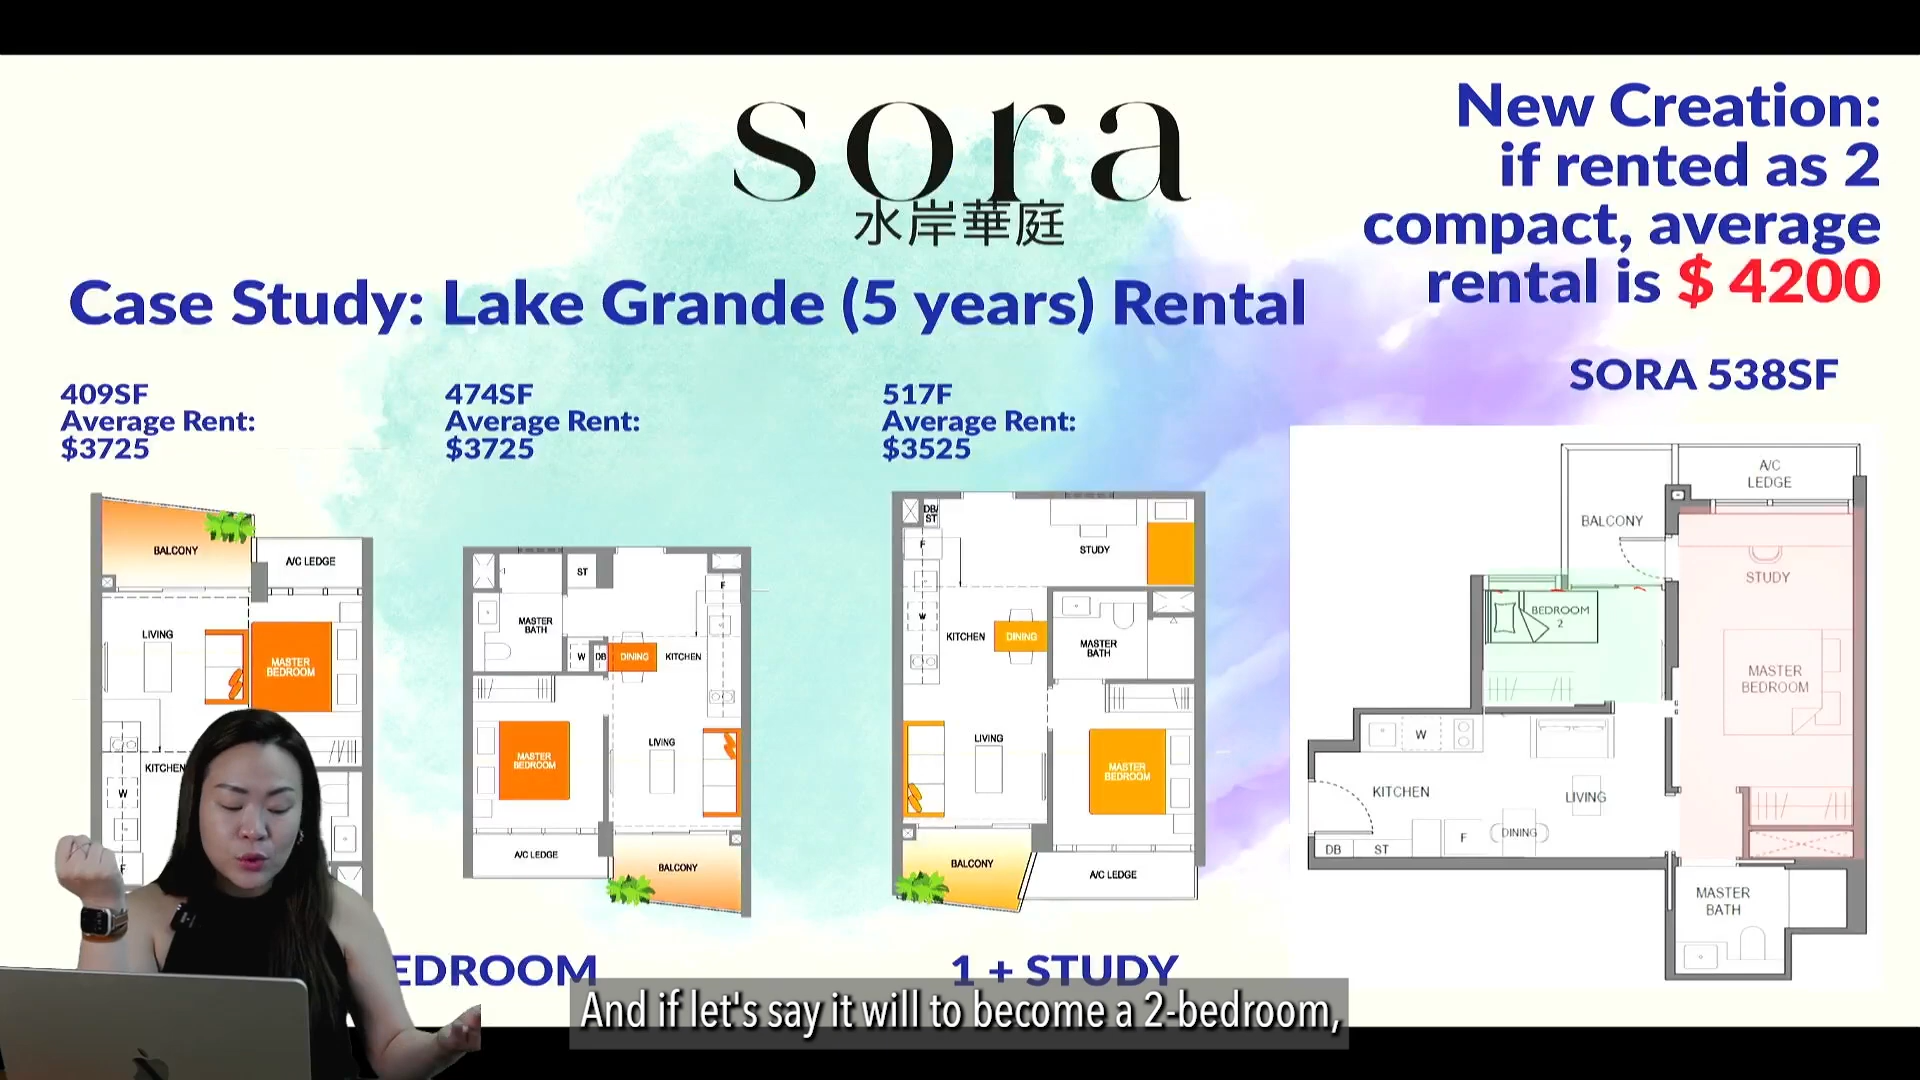 sora
水岸華庭
New Creation:
if rented as 2
compact, average
rental is $ 4200
Case Study: Lake Grande (5 years) Rental
409SF
Average Rent:
$3725
474SF
Average Rent:
$3725
517F
Average Rent:
$3525
SORA 538SF
BALCONY
A/C LEDGE
LIVING
MASTER
BEDROOM
KITCHEN
W
F
ST
MASTER
BATH
W
DB
DINING
KITCHEN
F
MASTER
BEDROOM
LIVING
A/C LEDGE
BALCONY
DB/
ST
F
STUDY
W
KITCHEN
DINING
MASTER
BATH
LIVING
MASTER
BEDROOM
BALCONY
A/C LEDGE
A/C
LEDGE
BALCONY
STUDY
BEDROOM
2
MASTER
BEDROOM
W
KITCHEN
LIVING
DINING
F
DB
ST
MASTER
BATH
EDROOM
1 + STUDY
And if let's say it will to become a 2-bedroom,